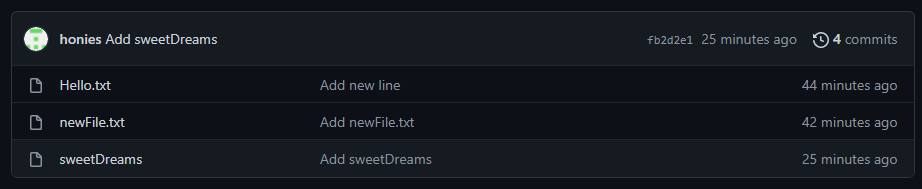 honies Add sweetDreams fb2d2e1 25 minutes ago 4 commits
Hello.txt Add new line 44 minutes ago
newFile.txt Add newFile.txt 42 minutes ago
sweetDreams Add sweetDreams 25 minutes ago